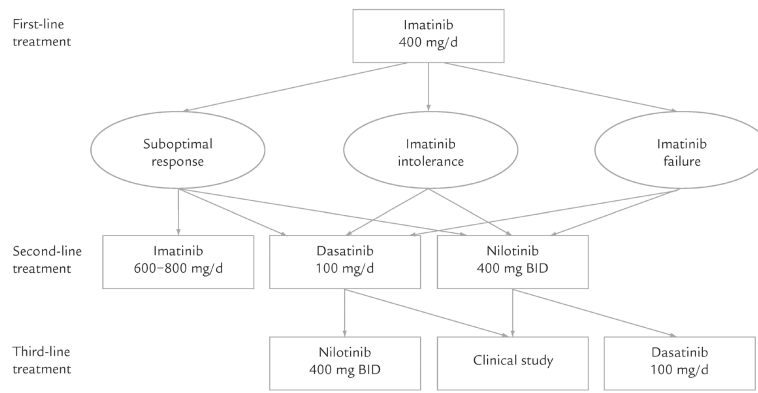 First-line
treatment
Imatinib
400 mg/d
Suboptimal
response
Imatinib
intolerance
Imatinib
failure
Second-line
treatment
Imatinib
600–800 mg/d
Dasatinib
100 mg/d
Nilotinib
400 mg BID
Third-line
treatment
Nilotinib
400 mg BID
Clinical study
Dasatinib
100 mg/d